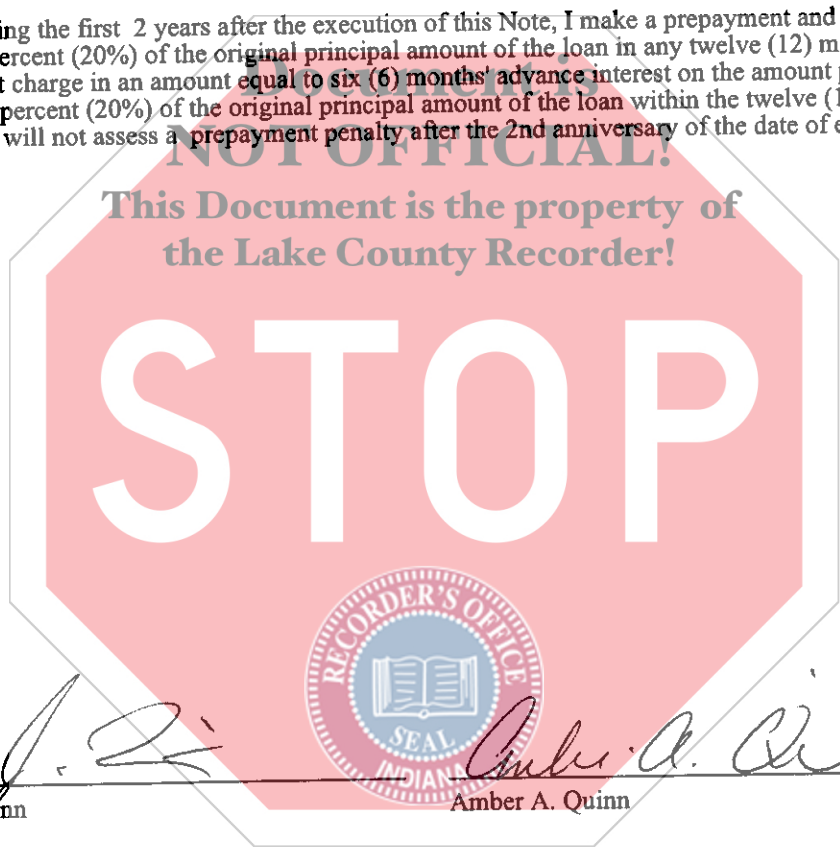 ing the first 2 years after the execution of this Note, I make a prepayment and
ercent (20%) of the original principal amount of the loan in any twelve (12) m
t charge in an amount equal to six (6) months' advance interest on the amount
percent (20%) of the original principal amount of the loan within the twelve (1
will not assess a prepayment penalty after the 2nd anniversary of the date of e
Document is
NOT OFFICIAL!
This Document is the property of
the Lake County Recorder!
STOP
RECORDER'S OFFICE
SEAL
INDIANA
Amber A. Qui
nn
Amber A. Quinn